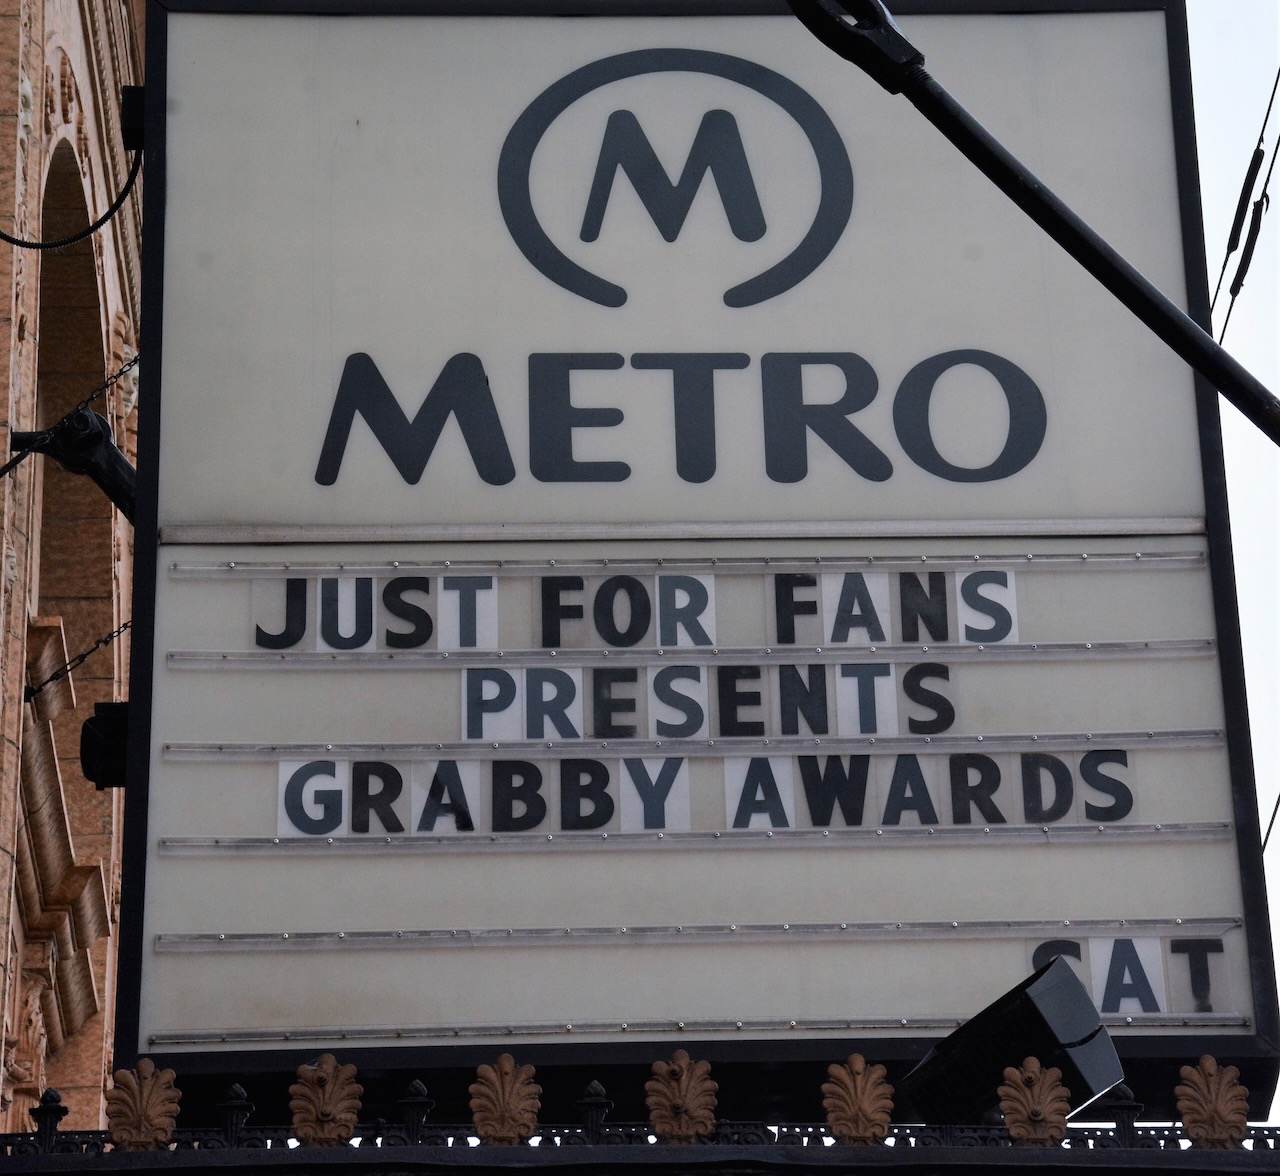 M
METRO
JUST FOR FANS
PRESENTS
GRABBY AWARDS
SAT